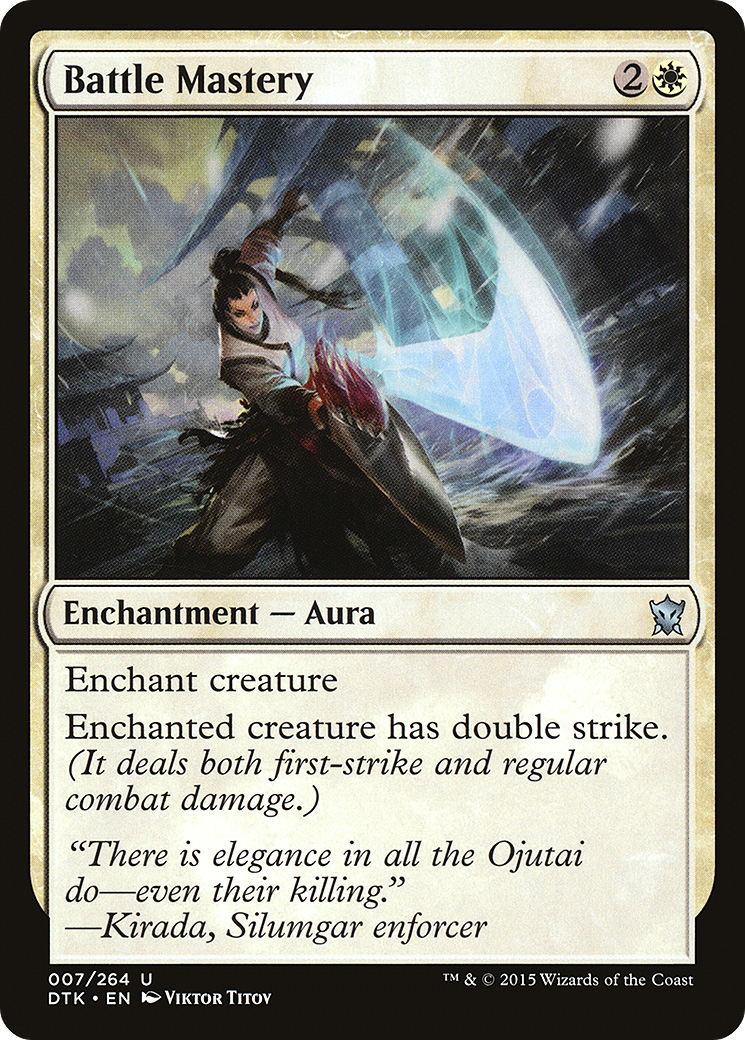 Battle Mastery 2
Enchantment — Aura
Enchant creature
Enchanted creature has double strike.
(It deals both first-strike and regular
combat damage.)
“There is elegance in all the Ojutai
do—even their killing.”
—Kirada, Silumgar enforcer
007/264 U
DTK • EN Viktor Titov
™ & © 2015 Wizards of the Coast